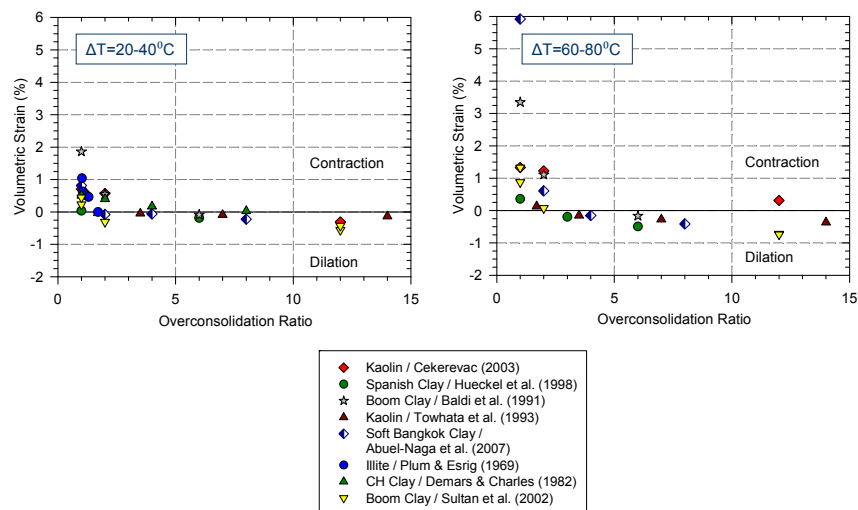 ΔT=20-40⁰C
Volumetric Strain (%)
6
5
4
3
2
1
0
-1
-2
Contraction
Dilation
0
5
10
15
Overconsolidation Ratio
ΔT=60-80⁰C
Volumetric Strain (%)
6
5
4
3
2
1
0
-1
-2
Contraction
Dilation
0
5
10
15
Overconsolidation Ratio
Kaolin / Cekerevac (2003)
Spanish Clay / Hueckel et al. (1998)
Boom Clay / Baldi et al. (1991)
Kaolin / Towhata et al. (1993)
Soft Bangkok Clay /
Abuel-Naga et al. (2007)
Illite / Plum & Esrig (1969)
CH Clay / Demars & Charles (1982)
Boom Clay / Sultan et al. (2002)